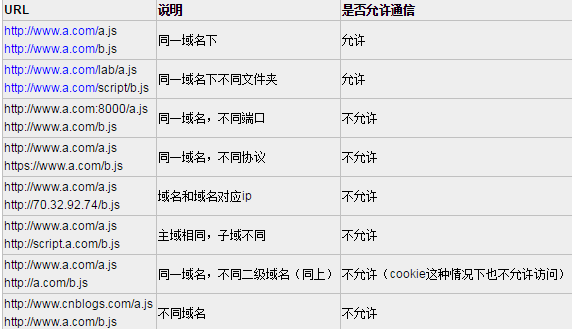 URL 说明 是否允许通信
http://www.a.com/a.js
http://www.a.com/b.js
同一域名下 允许
http://www.a.com/lab/a.js
http://www.a.com/script/b.js
同一域名下不同文件夹 允许
http://www.a.com:8000/a.js
http://www.a.com/b.js
同一域名，不同端口 不允许
http://www.a.com/a.js
https://www.a.com/b.js
同一域名，不同协议 不允许
http://www.a.com/a.js
http://70.32.92.74/b.js
域名和域名对应ip 不允许
http://www.a.com/a.js
http://script.a.com/b.js
主域相同，子域不同 不允许
http://www.a.com/a.js
http://a.com/b.js
同一域名，不同二级域名（同上） 不允许（cookie这种情况下也不允许访问）
http://www.cnblogs.com/a.js
http://www.a.com/b.js
不同域名 不允许